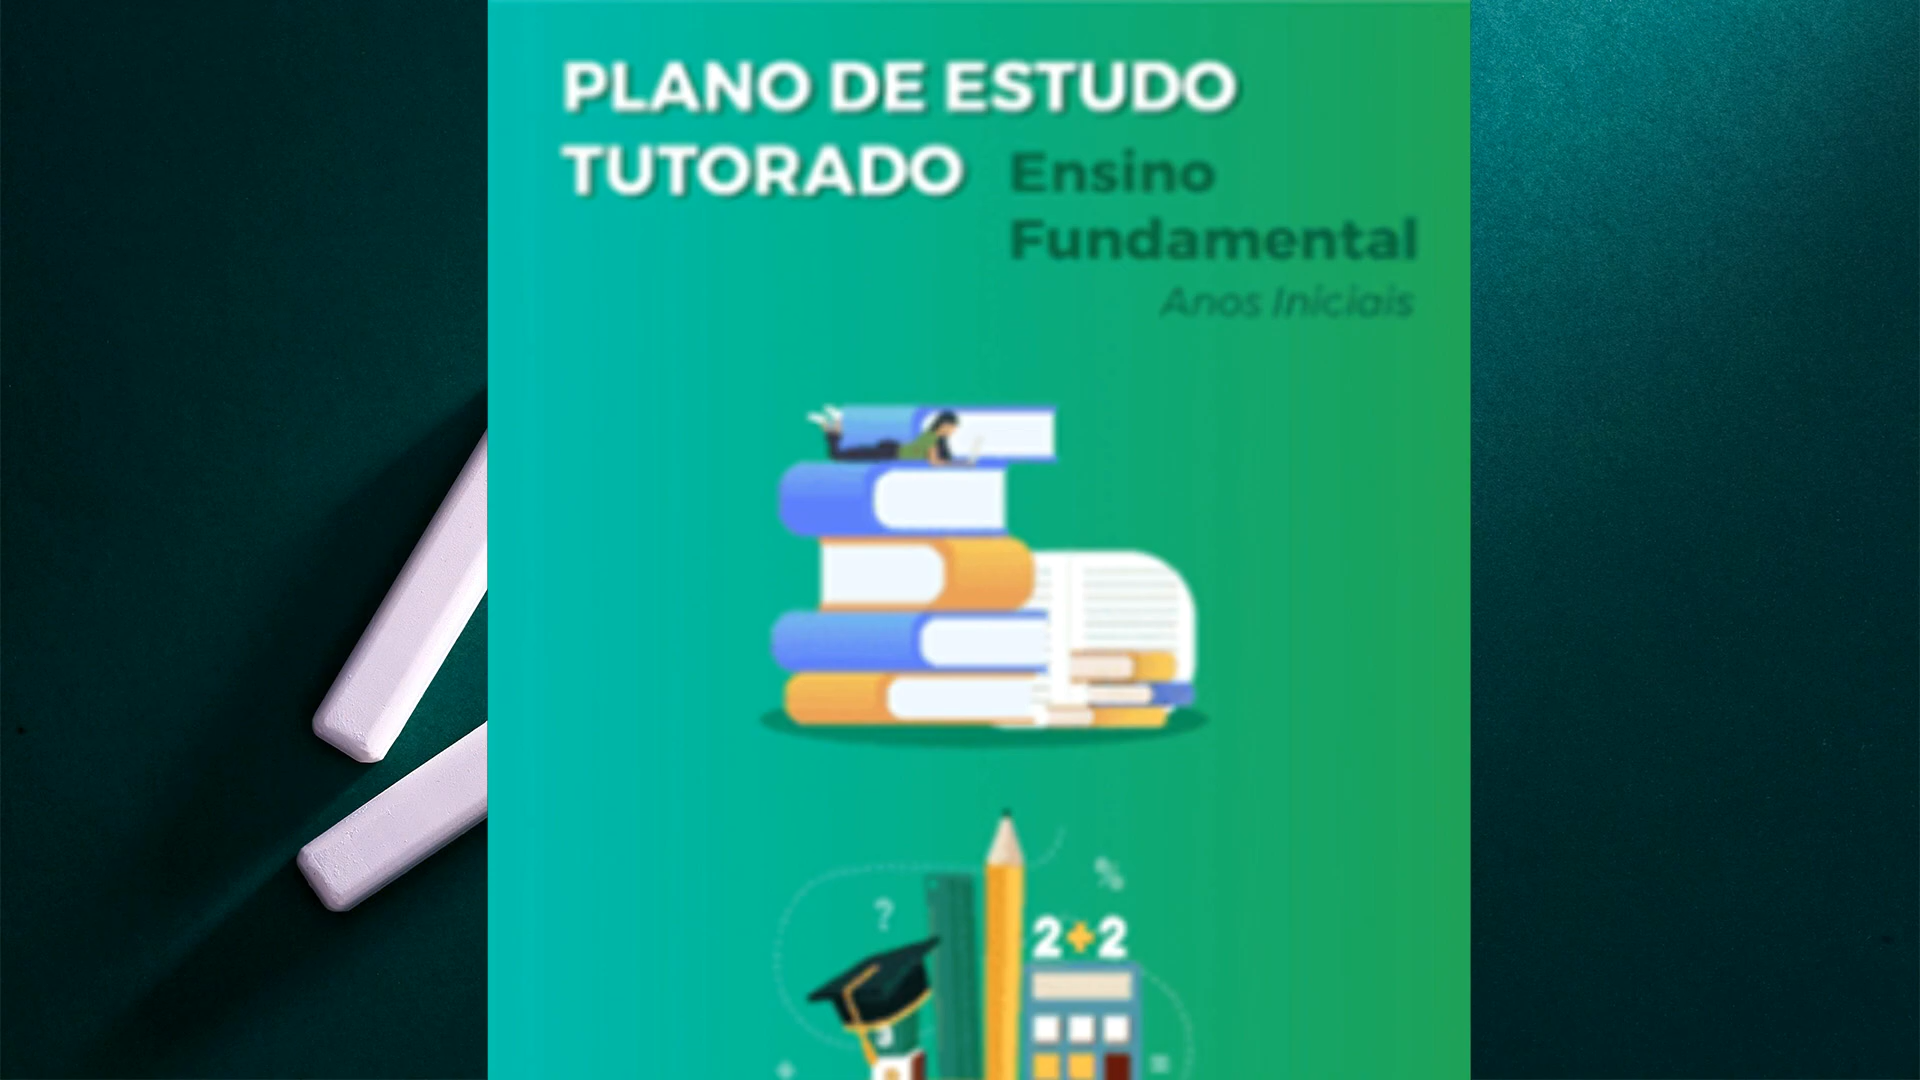 PLANO DE ESTUDO
TUTORADO
Ensino
Fundamental
Anos Iniciais
?
%
2+2
+
=